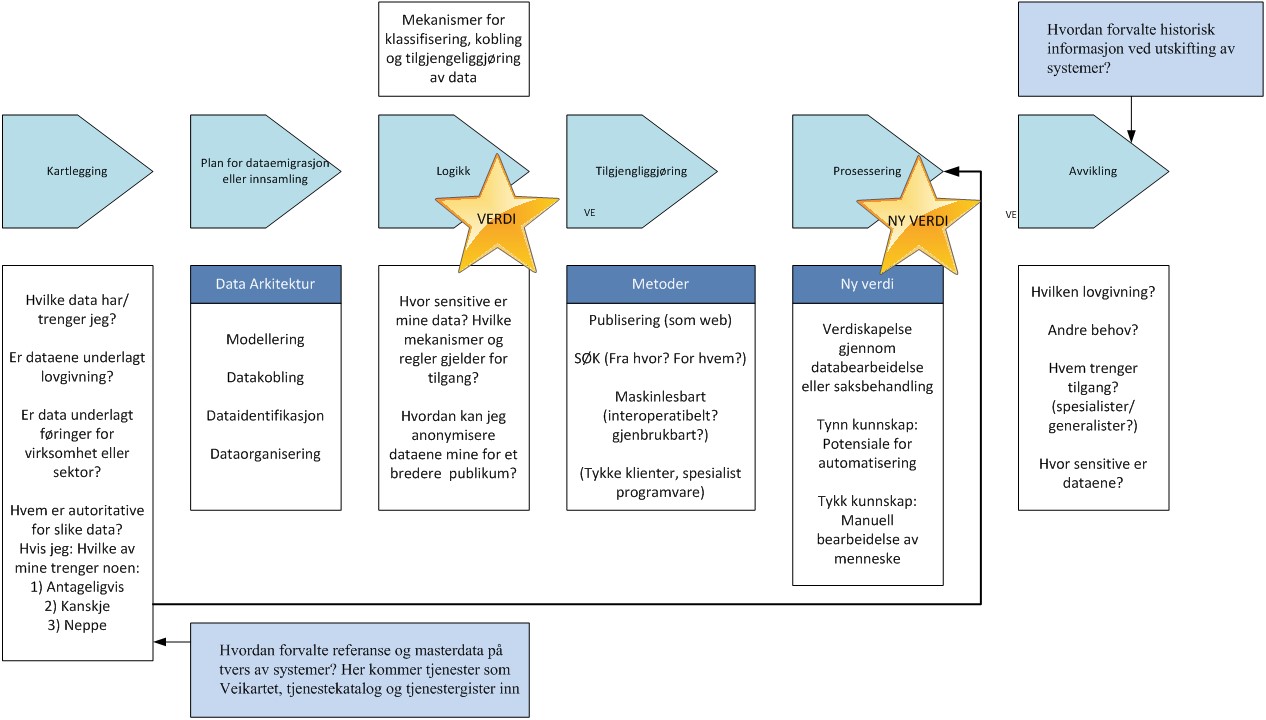 Mekanismer for
klassifisering, kobling
og tilgjengeliggjøring
av data
Hvordan forvalte historisk
informasjon ved utskifting av
systemer?
Kartlegging
Plan for dataemigrasjon
eller innsamling
Logikk
VERDI
Tilgjengliggjøring
VE
Prosessering
NY VERDI
Avvikling
VE
Hvilke data har/
trenger jeg?
Er dataene underlagt
lovgivning?
Er data underlagt
føringer for
virksomhet eller
sektor?
Hvem er autoritative
for slike data?
Hvis jeg: Hvilke av
mine trenger noen:
1) Antageligvis
2) Kanskje
3) Neppe
Data Arkitektur
Modellering
Datakobling
Dataidentifikasjon
Dataorganisering
Hvor sensitive er
mine data? Hvilke
mekanismer og
regler gjelder for
tilgang?
Hvordan kan jeg
anonymisere
dataene mine for et
bredere publikum?
Metoder
Publisering (som web)
SØK (Fra hvor? For hvem?)
Maskinlesbart
(interoperatibelt?
gjenbrukbart?)
(Tykke klienter, spesialist
programvare)
Ny verdi
Verdiskapelse
gjennom
databearbeidelse
eller saksbehandling
Tynn kunnskap:
Potensiale for
automatisering
Tykk kunnskap:
Manuell
bearbeidelse av
menneske
Hvilken lovgivning?
Andre behov?
Hvem trenger
tilgang?
(spesialister/
generalister?)
Hvor sensitive er
dataene?
Hvordan forvalte referanse og masterdata på
tvers av systemer? Her kommer tjenester som
Veikartet, tjenestekatalog og tjenestergister inn